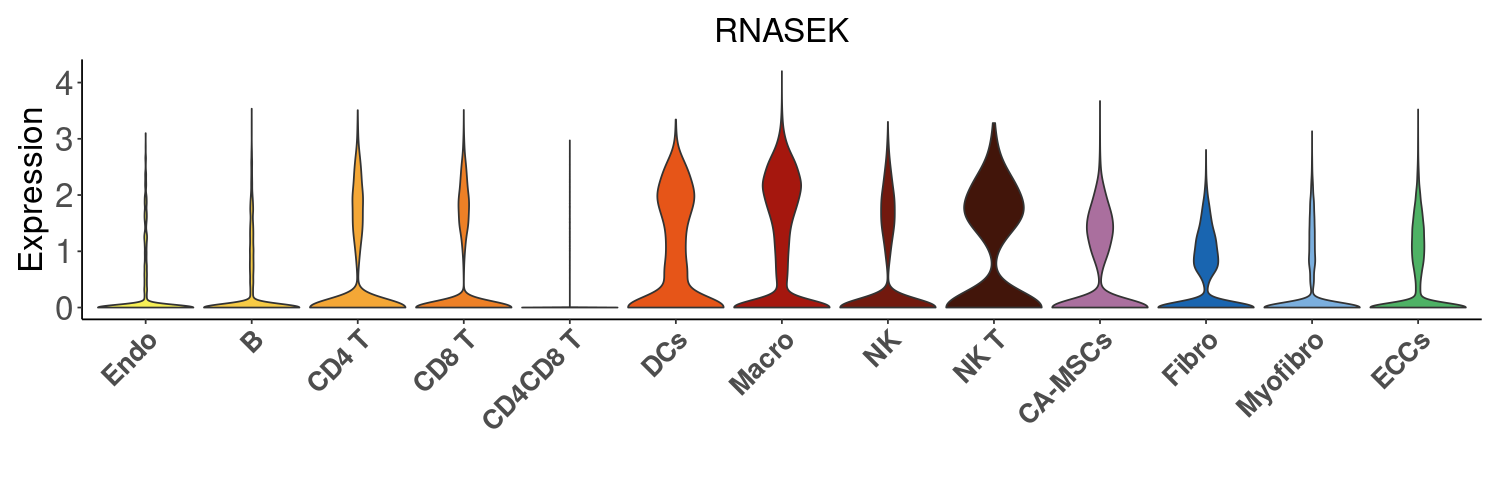 RNASEK
Expression
4
3
2
1
0
Endo
B
CD4 T
CD8 T
CD4CD8 T
DCs
Macro
NK
NK T
CA-MSCs
Fibro
Myofibro
ECCs